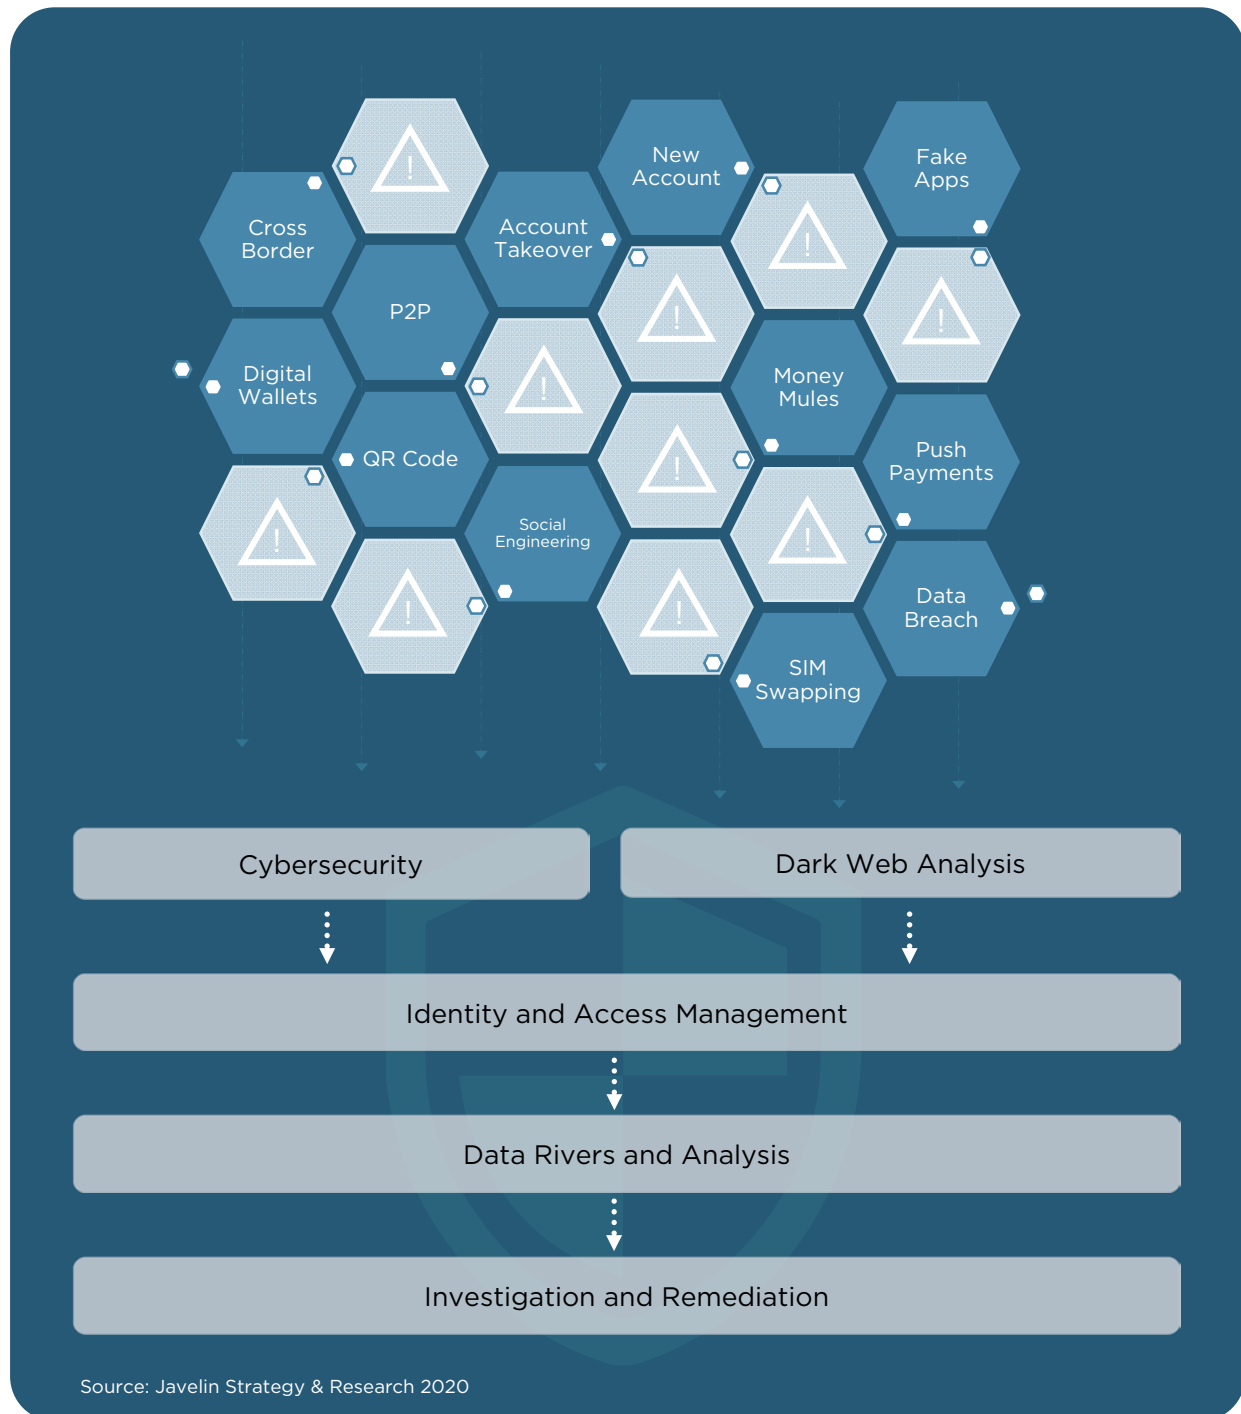 New
Account
Fake
Apps
Cross
Border
Account
Takeover
P2P
Digital
Wallets
Money
Mules
QR Code
Push
Payments
Social
Engineering
Data
Breach
SIM
Swapping
Cybersecurity
Dark Web Analysis
Identity and Access Management
Data Rivers and Analysis
Investigation and Remediation
Source: Javelin Strategy & Research 2020